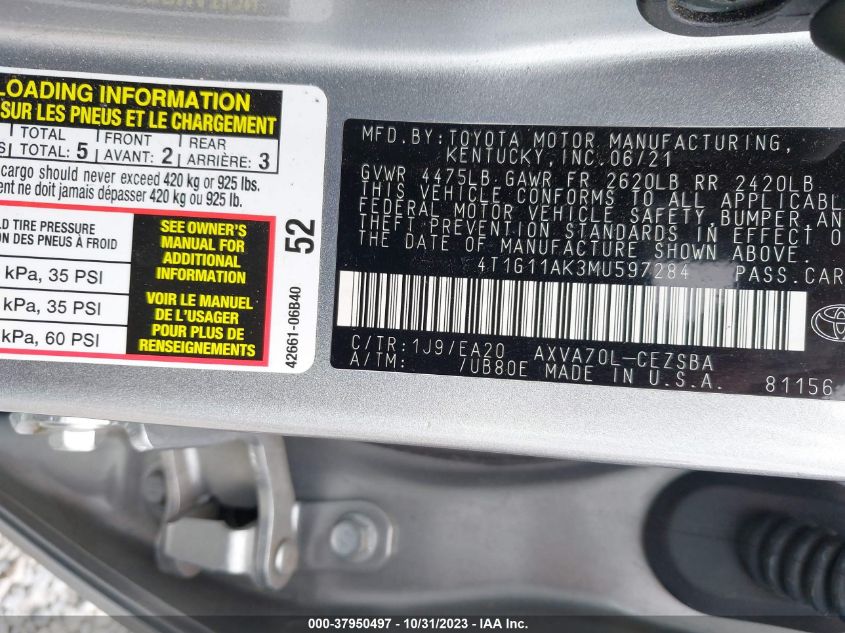 LOADING INFORMATION
SUR LES PNEUS ET LE CHARGEMENT
TOTAL FRONT REAR
TOTAL: 5 AVANT: 2 ARRIÈRE: 3
cargo should never exceed 420 kg or 925 lbs.
ne doit jamais dépasser 420 kg ou 925 lb.
TIRE PRESSURE
DES PNEUS À FROID
kPa, 35 PSI
kPa, 35 PSI
kPa, 60 PSI
SEE OWNER'S
MANUAL FOR
ADDITIONAL
INFORMATION
VOIR LE MANUEL
DE L'USAGER
POUR PLUS DE
RENSEIGNEMENTS
52
42661-06B40
MFD. BY: TOYOTA MOTOR MANUFACTURING,
KENTUCKY, INC. 06/21
GVWR 4475LB GAWR FR 2620LB RR 2420LB
THIS VEHICLE CONFORMS TO ALL APPLICABLE
FEDERAL MOTOR VEHICLE SAFETY, BUMPER, AND
THEFT PREVENTION STANDARDS IN EFFECT O
THE DATE OF MANUFACTURE SHOWN ABOVE.
4T1G11AK3MU597284 PASS. CAR
C/TR: 1J9/EA20 AXVA70L-CEZSBA
A/TM: /UB80E MADE IN U.S.A. 81156
000-37950497 - 10/31/2023 - IAAI.com